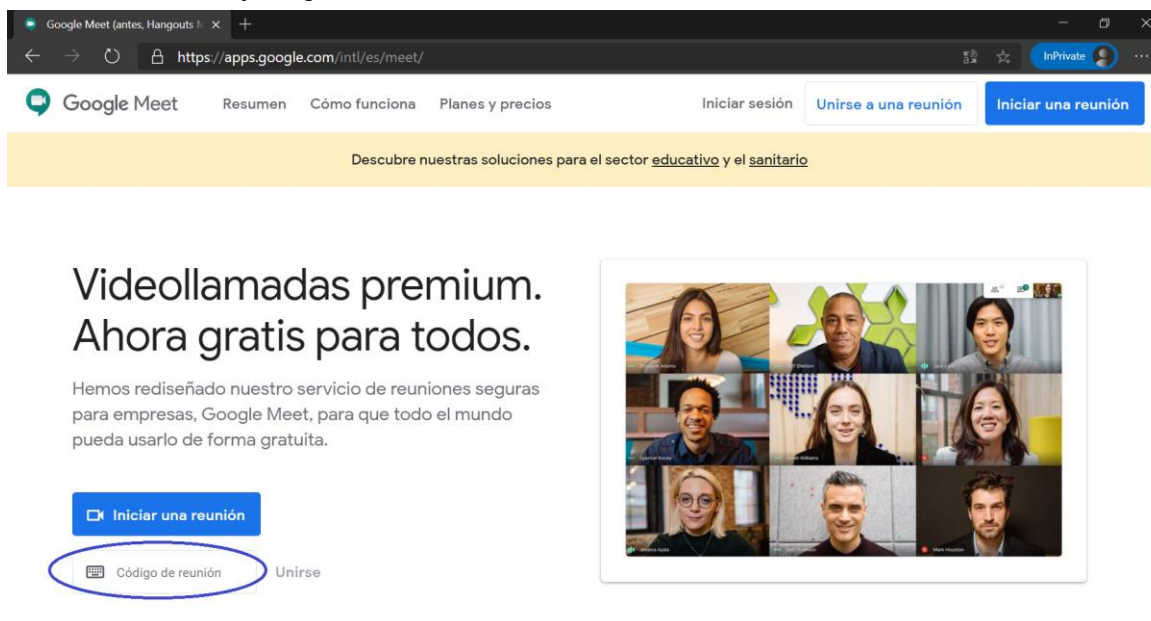 Google Meet (antes, Hangouts M
https://apps.google.com/intl/es/meet/
InPrivate
Google Meet
Resumen
Cómo funciona
Planes y precios
Iniciar sesión
Unirse a una reunión
Iniciar una reunión
Descubre nuestras soluciones para el sector educativo y el sanitario
Videollamadas premium.
Ahora gratis para todos.
Hemos rediseñado nuestro servicio de reuniones seguras
para empresas, Google Meet, para que todo el mundo
pueda usarlo de forma gratuita.
Iniciar una reunión
Código de reunión
Unirse
Mark Houston